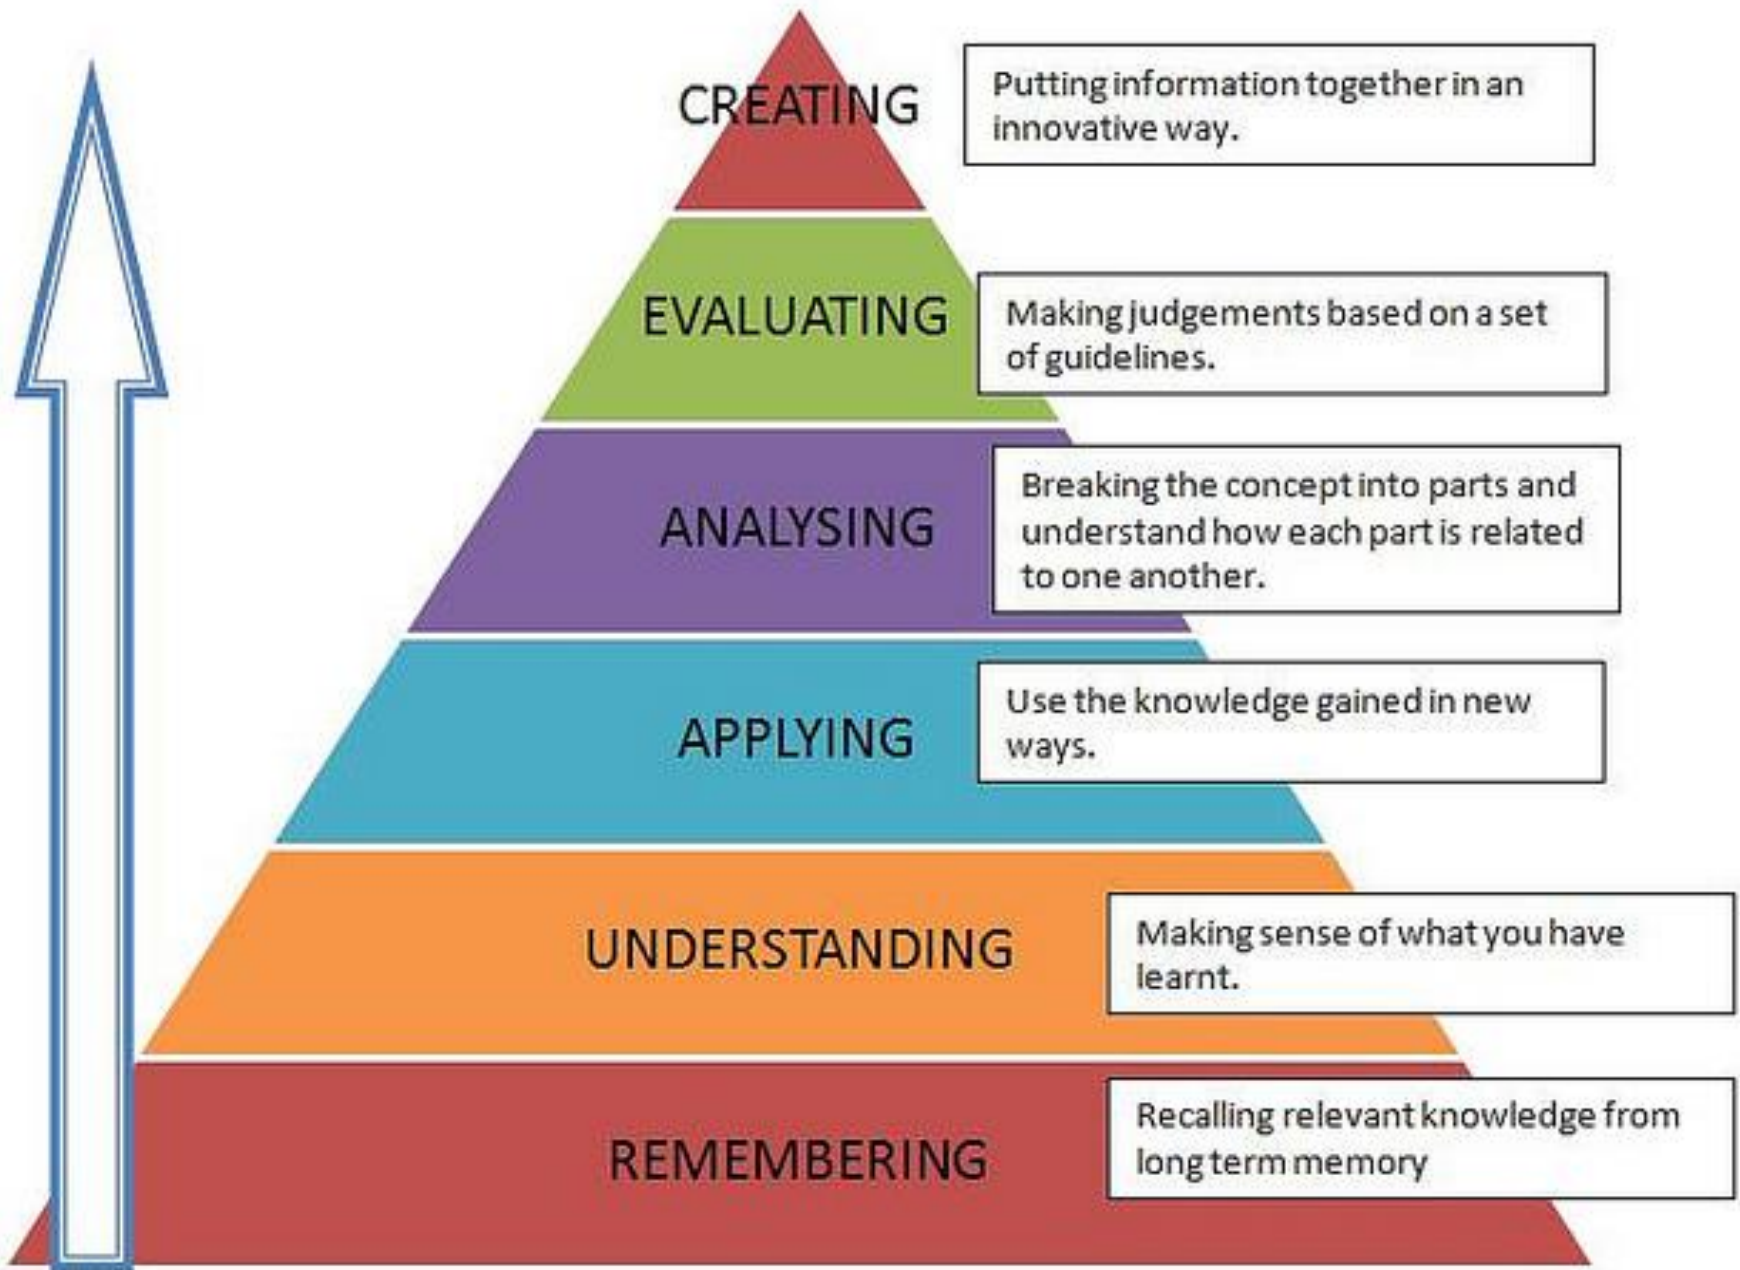 CREATING
Putting information together in an
innovative way.
EVALUATING
Making judgements based on a set
of guidelines.
ANALYSING
Breaking the concept into parts and
understand how each part is related
to one another.
APPLYING
Use the knowledge gained in new
ways.
UNDERSTANDING
Making sense of what you have
learnt.
REMEMBERING
Recalling relevant knowledge from
long term memory